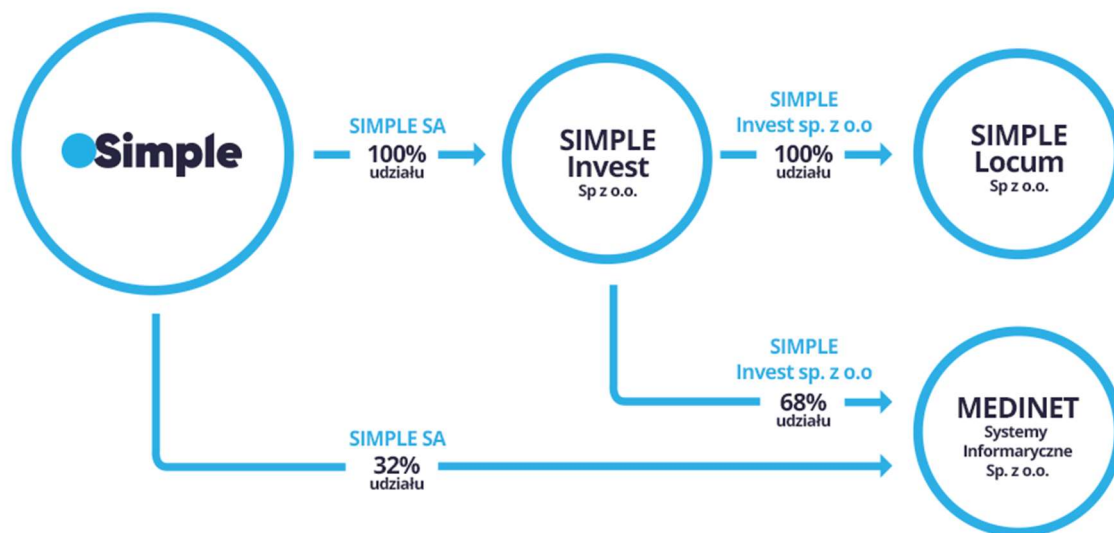 Simple
SIMPLE SA
100%
udziału
SIMPLE
Invest
Sp z o.o.
SIMPLE
Invest sp. z o.o
100%
udziału
SIMPLE
Locum
Sp z o.o.
SIMPLE
Invest sp. z o.o
68%
udziału
MEDINET
Systemy
Informaryczne
Sp. z o.o.
SIMPLE SA
32%
udziału